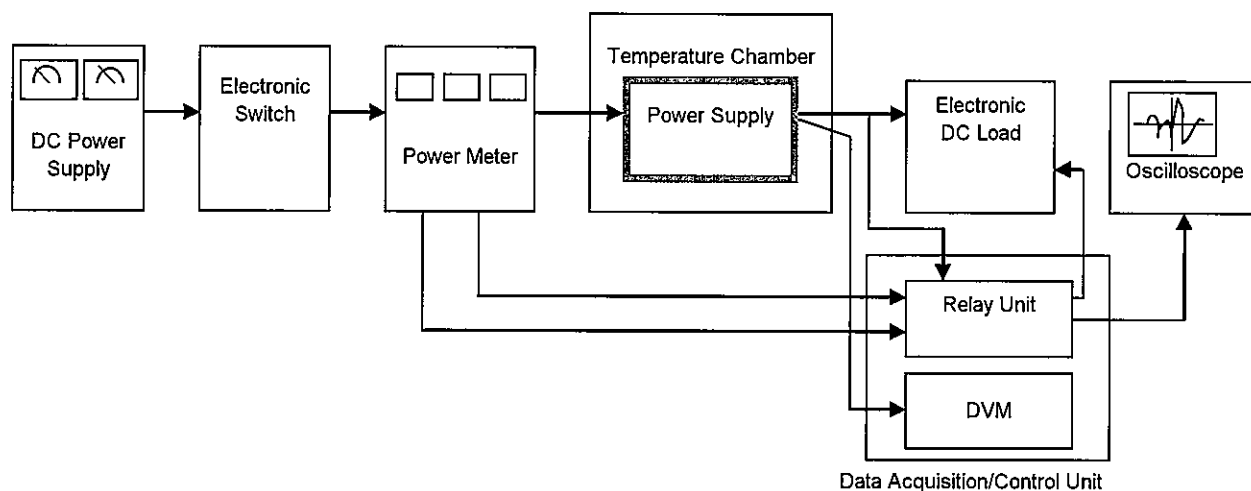 DC Power
Supply
Electronic
Switch
Power Meter
Temperature Chamber
Power Supply
Electronic
DC Load
Oscilloscope
Relay Unit
DVM
Data Acquisition/Control Unit